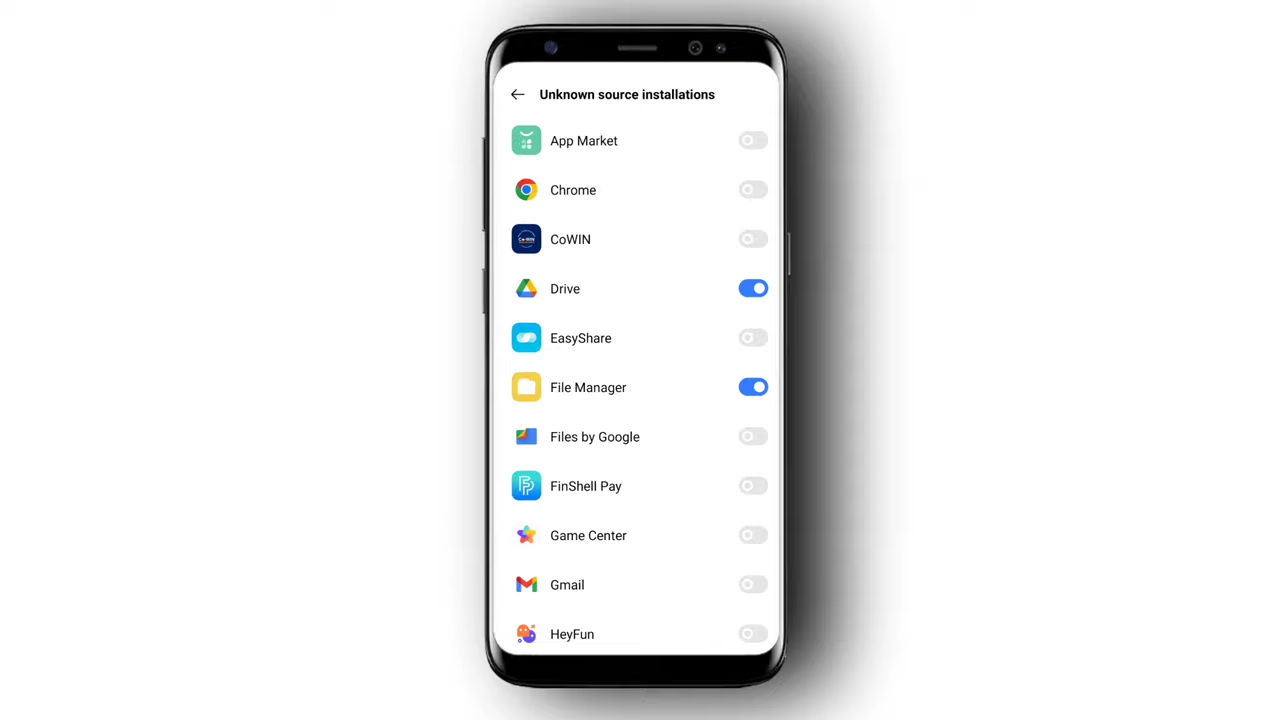 Unknown source installations
App Market
Chrome
CoWIN
Drive
EasyShare
File Manager
Files by Google
FinShell Pay
Game Center
Gmail
HeyFun